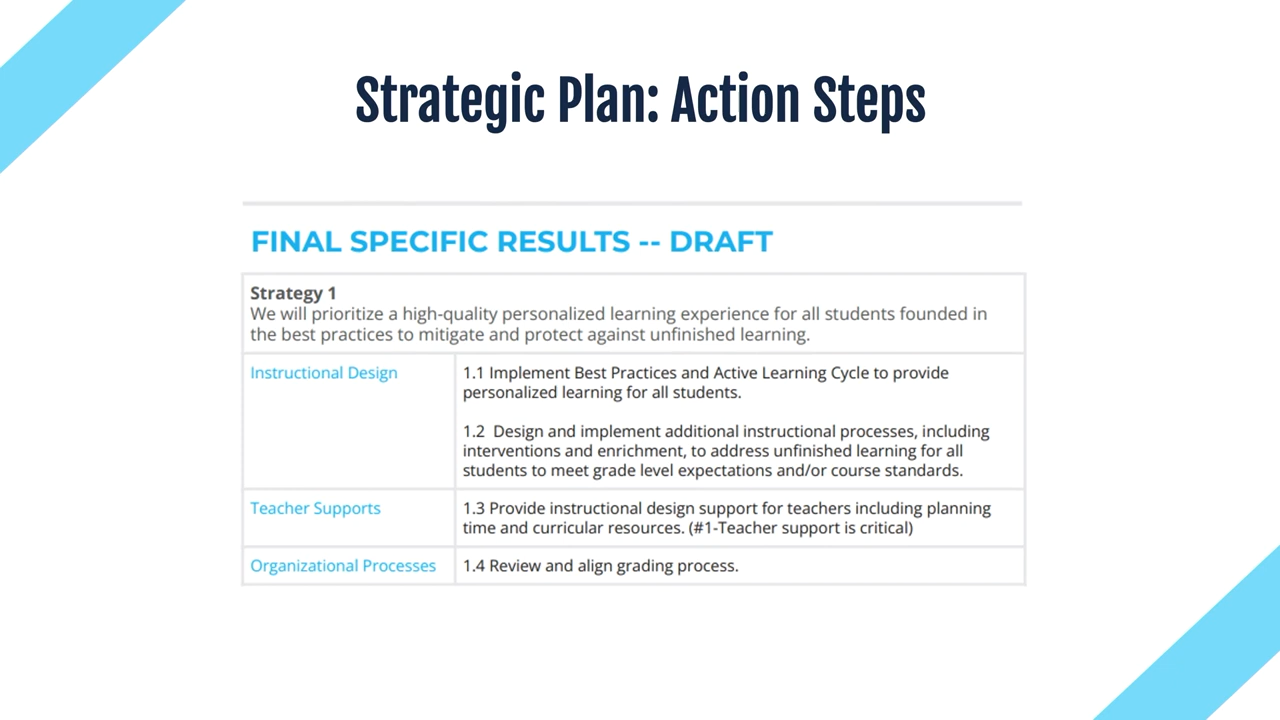 Strategic Plan: Action Steps
FINAL SPECIFIC RESULTS -- DRAFT
Strategy 1
We will prioritize a high-quality personalized learning experience for all students founded in
the best practices to mitigate and protect against unfinished learning.
Instructional Design
1.1 Implement Best Practices and Active Learning Cycle to provide
personalized learning for all students.
1.2  Design and implement additional instructional processes, including
interventions and enrichment, to address unfinished learning for all
students to meet grade level expectations and/or course standards.
Teacher Supports
1.3 Provide instructional design support for teachers including planning
time and curricular resources. (#1-Teacher support is critical)
Organizational Processes
1.4 Review and align grading process.